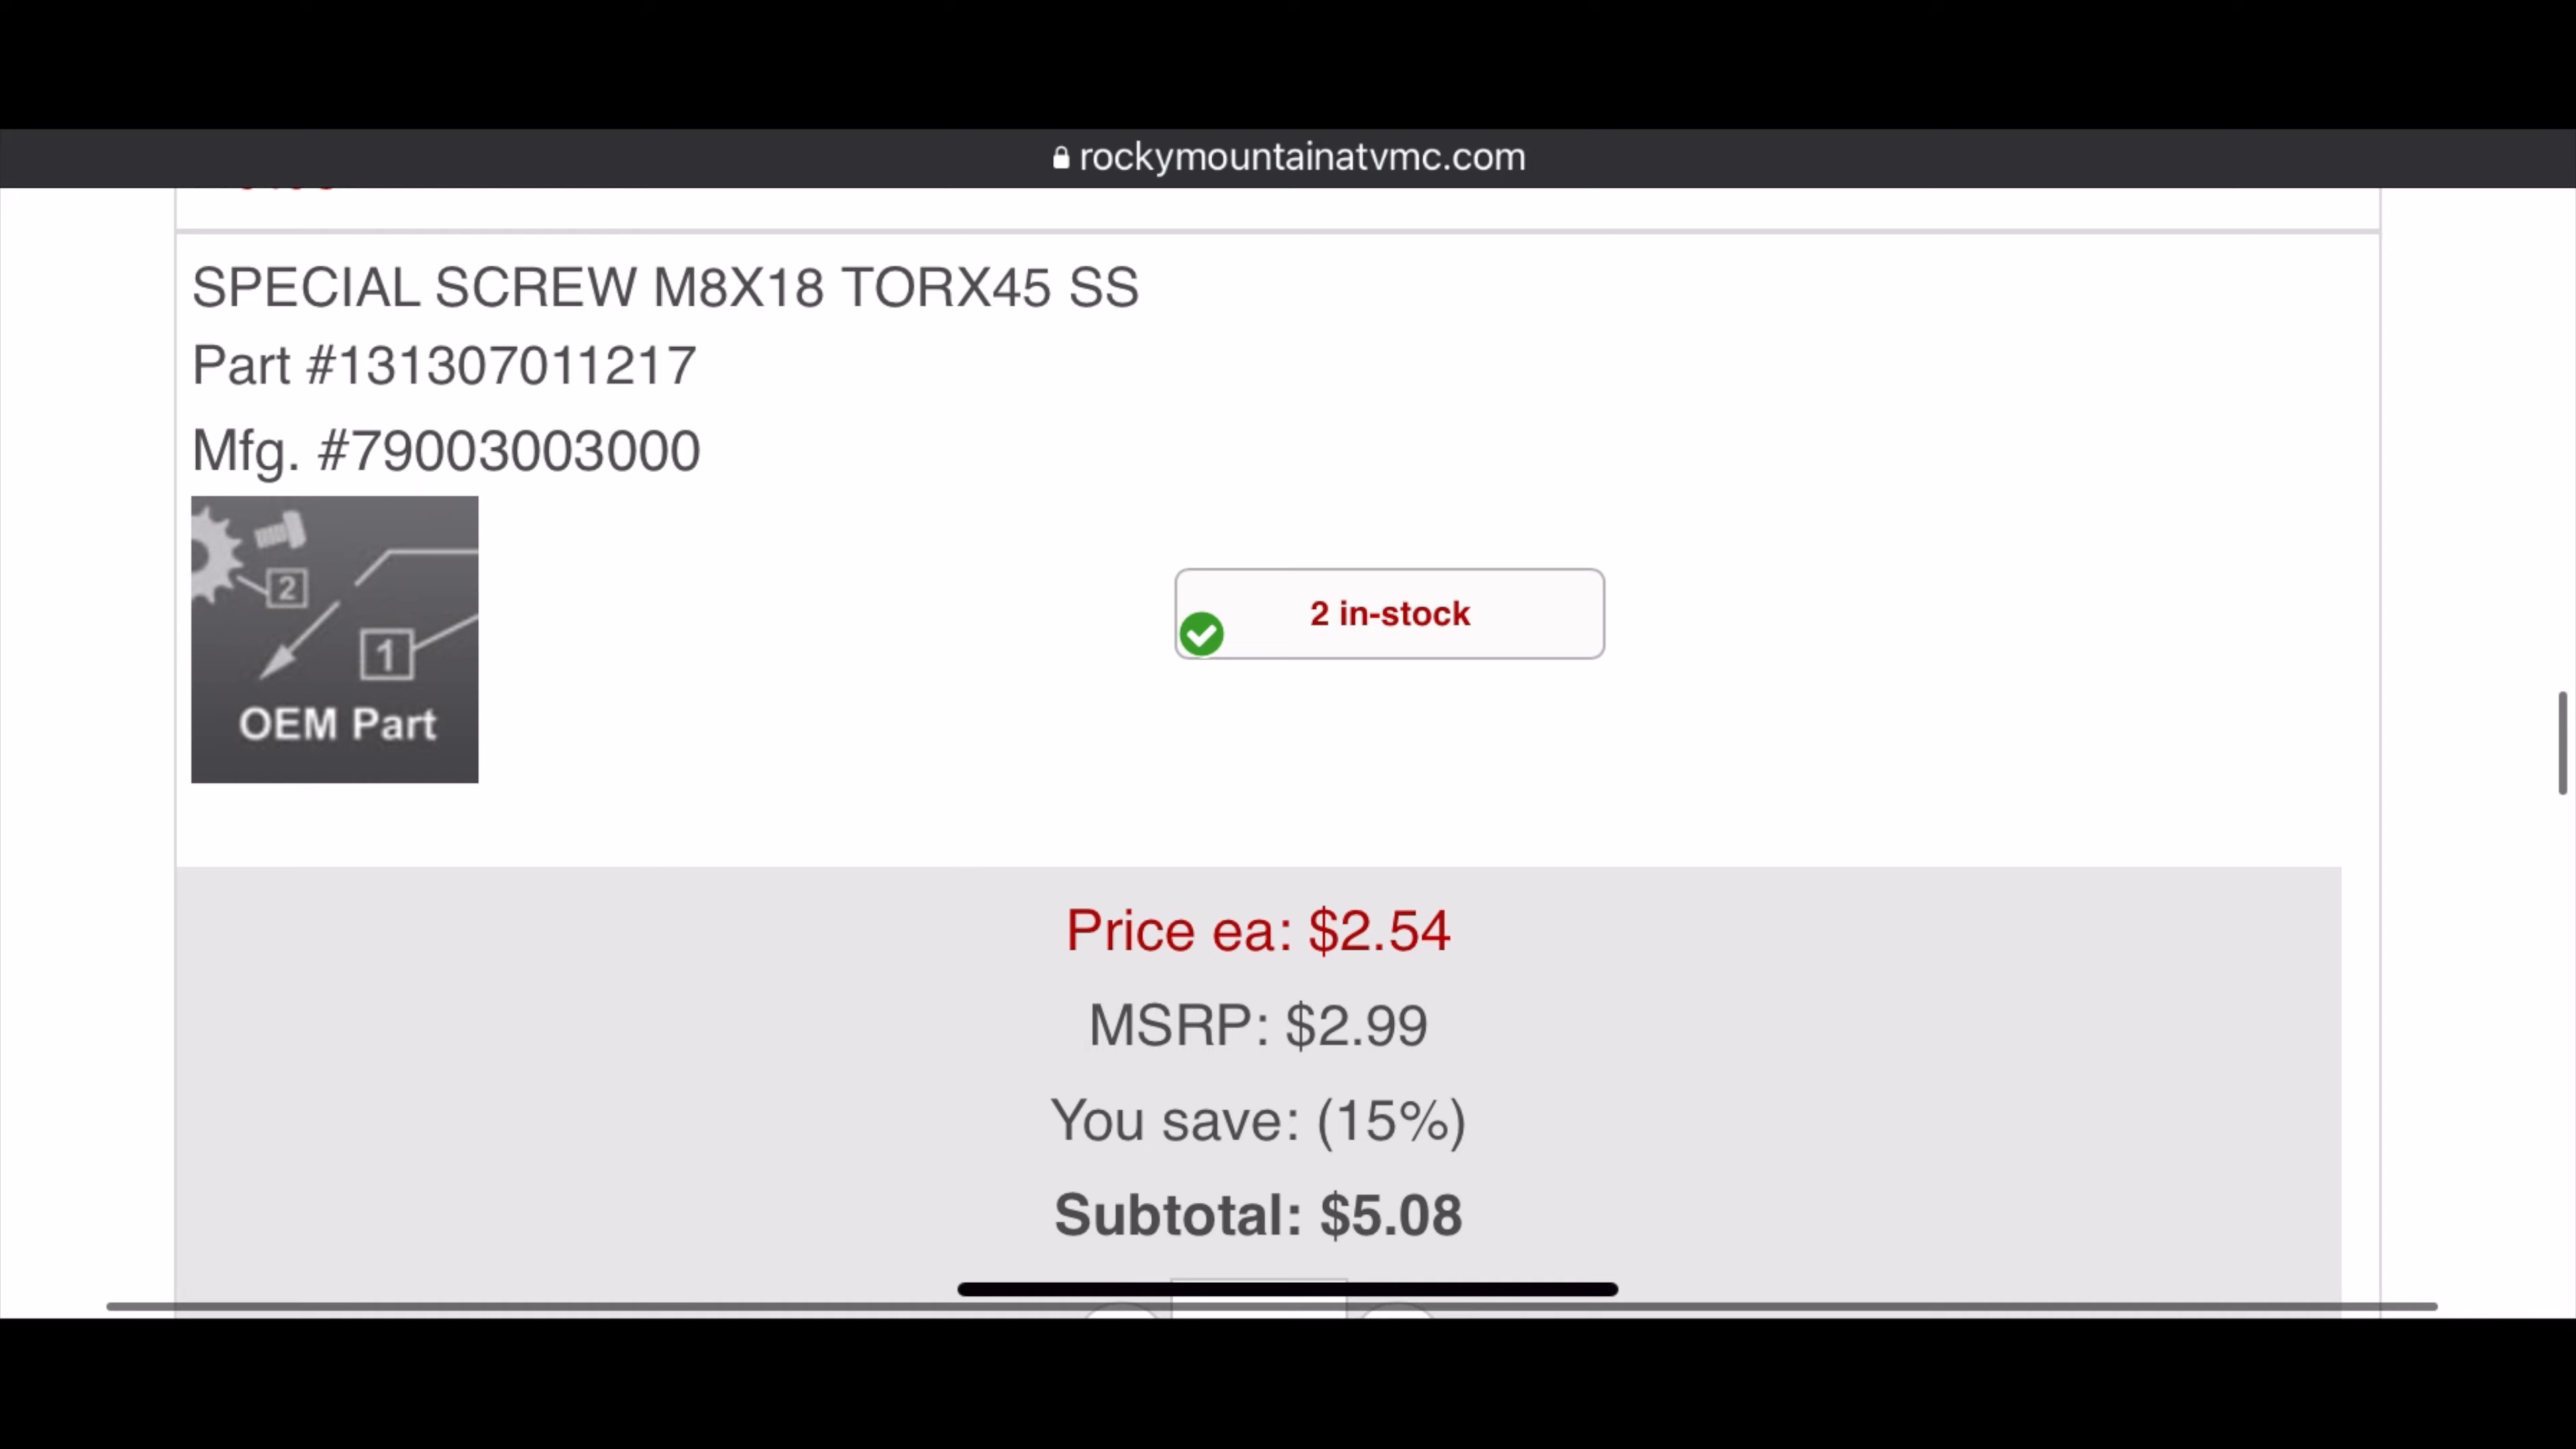 rockymountainatvmc.com
SPECIAL SCREW M8X18 TORX45 SS
Part #131307011217
Mfg. #79003003000
2
1
OEM Part
2 in-stock
Price ea: $2.54
MSRP: $2.99
You save: (15%)
Subtotal: $5.08